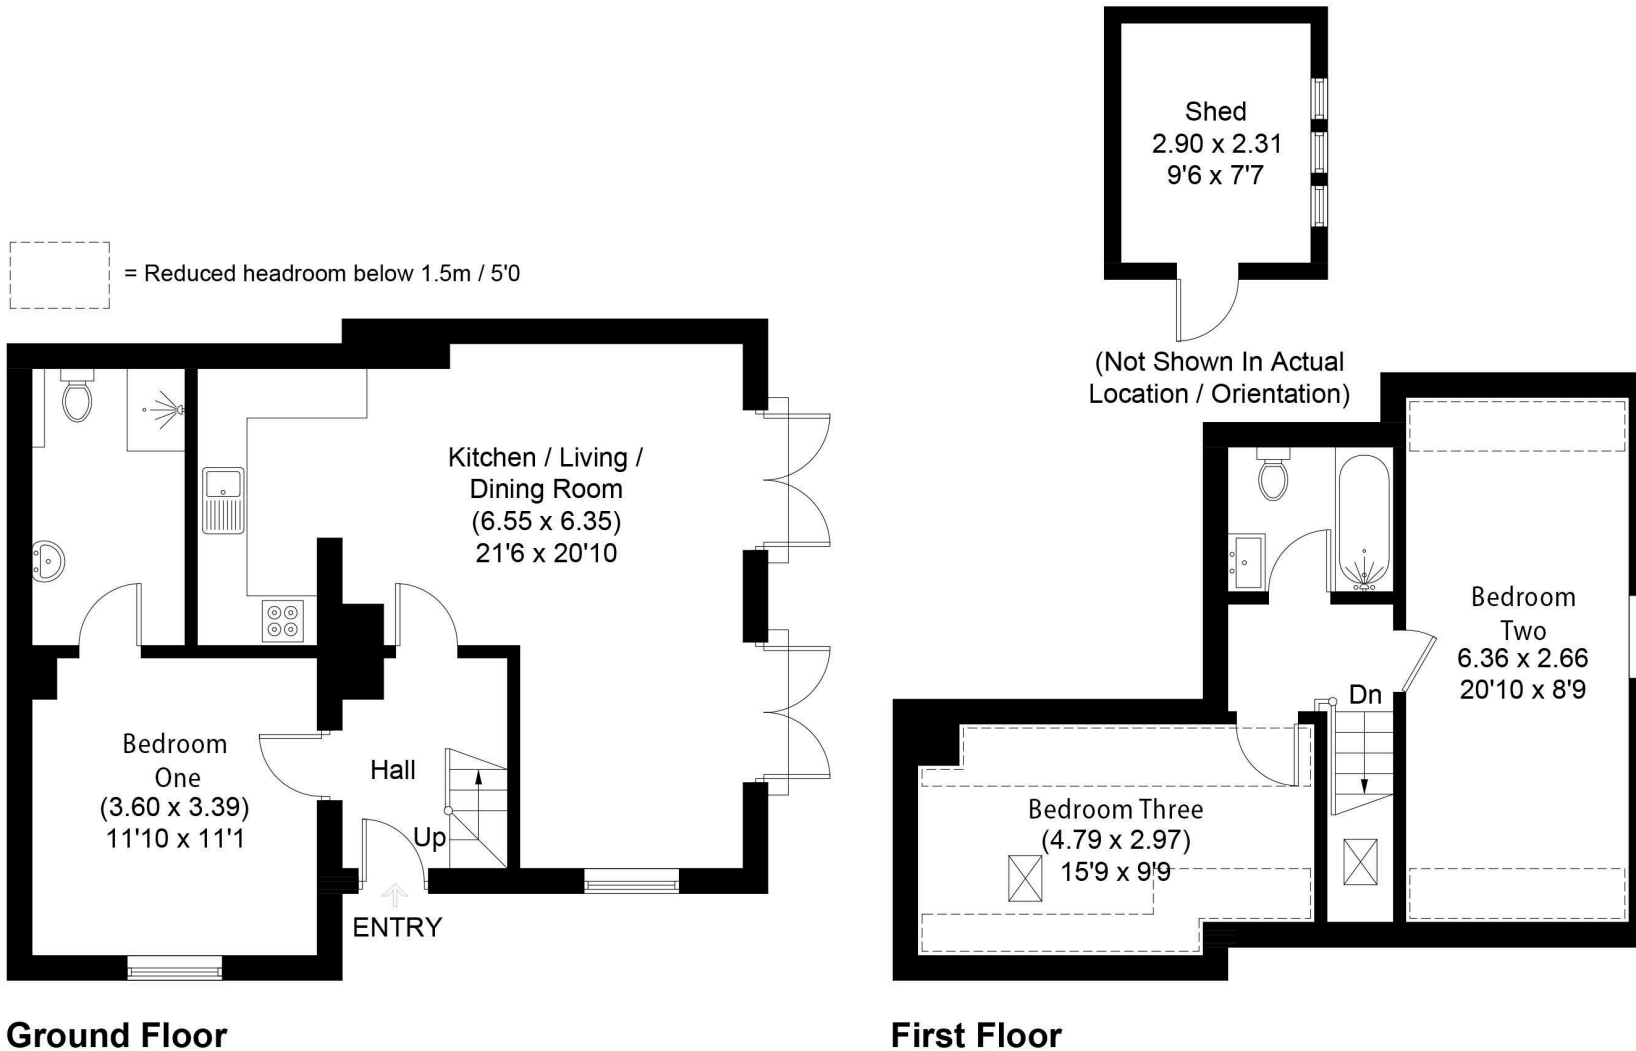 Shed
2.90 x 2.31
9'6 x 7'7
(Not Shown In Actual
Location / Orientation)
= Reduced headroom below 1.5m / 5'0
Kitchen / Living /
Dining Room
(6.55 x 6.35)
21'6 x 20'10
Bedroom
One
(3.60 x 3.39)
11'10 x 11'1
Hall
Up
ENTRY
Ground Floor
Bedroom
Two
6.36 x 2.66
20'10 x 8'9
Dn
Bedroom Three
(4.79 x 2.97)
15'9 x 9'9
First Floor